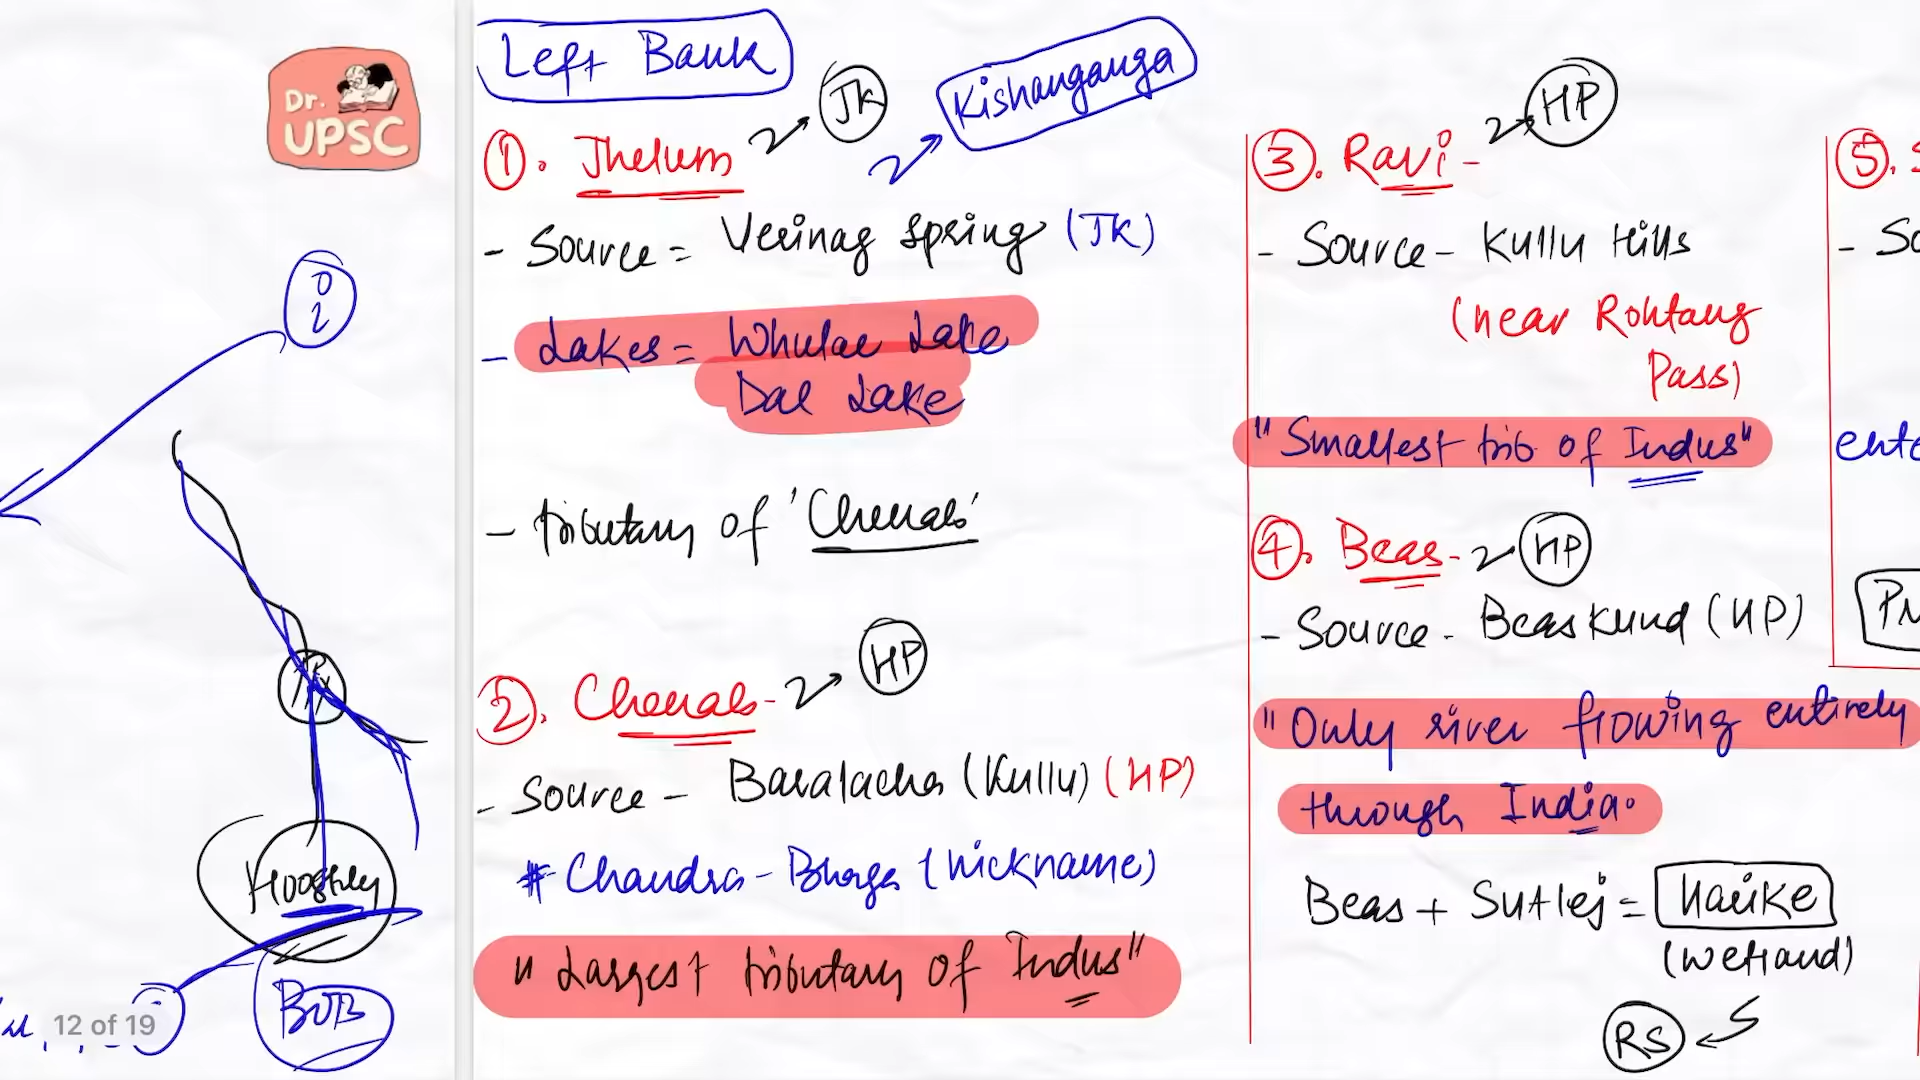 Dr.
UPSC
Hooghly
BOB
12 of 19
Left Bank
1. Jhelum
JK
Kishanganga
- Source = Verinag Spring (JK)
- Lakes = Whular Lake
Dal Lake
- tributary of 'Chenab'
2. Chenab -
HP
- Source - Baralacha (Kullu) (HP)
# Chandra - Bhaga (nickname)
" Largest tributary of Indus"
3. Ravi -
HP
- Source - Kullu Hills
(near Rohtang
Pass)
"Smallest trib. of Indus"
4. Beas -
HP
- Source - Beas Kund (HP)
"Only river flowing entirely
through India.
Beas + Sutlej = Harike
(wetland)
RS
5.